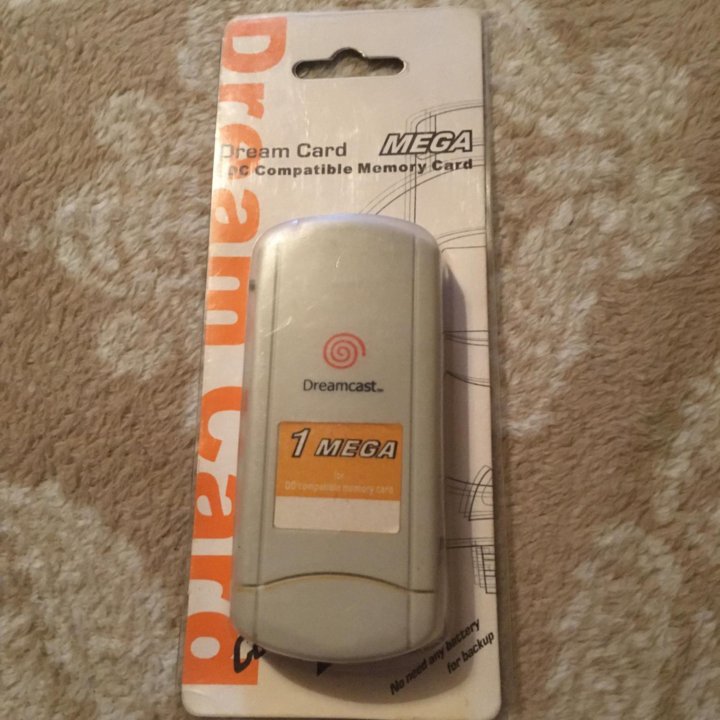 Dream Card
Dream Card MEGA
DC Compatible Memory Card
Dreamcast™
1 MEGA
for
DC compatible memory card
No need any battery
for backup